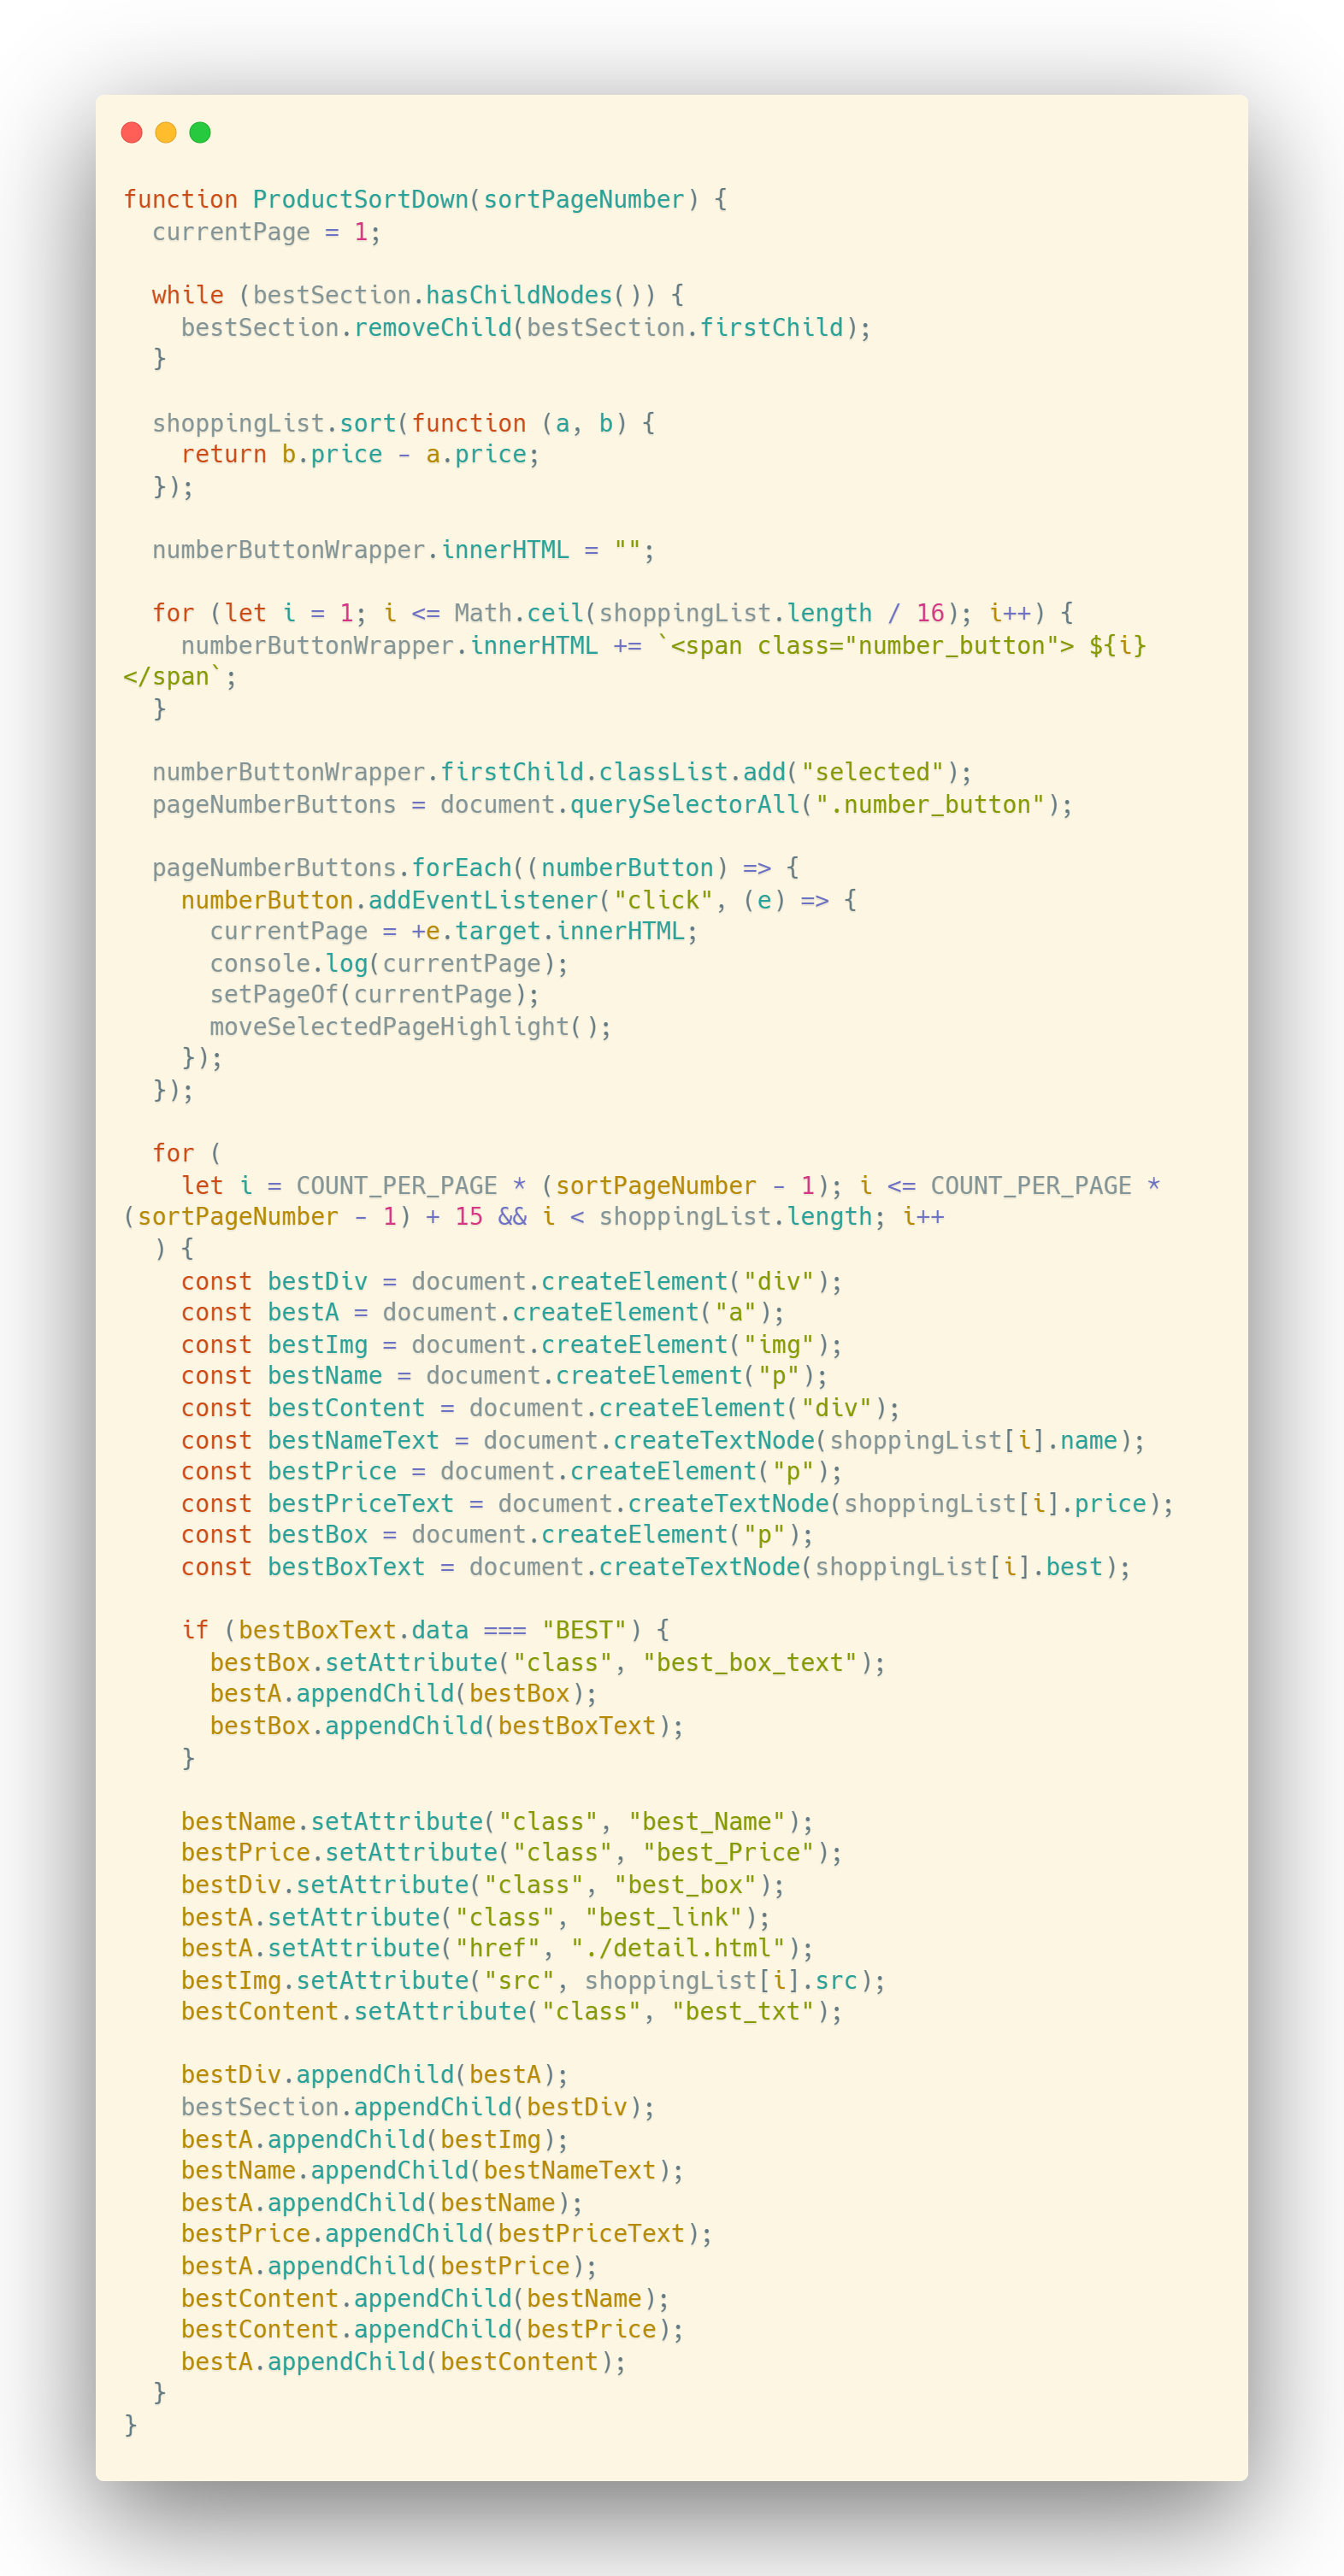 function ProductSortDown(sortPageNumber) {
  currentPage = 1;

  while (bestSection.hasChildNodes()) {
    bestSection.removeChild(bestSection.firstChild);
  }

  shoppingList.sort(function (a, b) {
    return b.price - a.price;
  });

  numberButtonWrapper.innerHTML = "";

  for (let i = 1; i <= Math.ceil(shoppingList.length / 16); i++) {
    numberButtonWrapper.innerHTML += `<span class="number_button"> ${i}
</span`;
  }

  numberButtonWrapper.firstChild.classList.add("selected");
  pageNumberButtons = document.querySelectorAll(".number_button");

  pageNumberButtons.forEach((numberButton) => {
    numberButton.addEventListener("click", (e) => {
      currentPage = +e.target.innerHTML;
      console.log(currentPage);
      setPageOf(currentPage);
      moveSelectedPageHighlight();
    });
  });

  for (
    let i = COUNT_PER_PAGE * (sortPageNumber - 1); i <= COUNT_PER_PAGE *
(sortPageNumber - 1) + 15 && i < shoppingList.length; i++
  ) {
    const bestDiv = document.createElement("div");
    const bestA = document.createElement("a");
    const bestImg = document.createElement("img");
    const bestName = document.createElement("p");
    const bestContent = document.createElement("div");
    const bestNameText = document.createTextNode(shoppingList[i].name);
    const bestPrice = document.createElement("p");
    const bestPriceText = document.createTextNode(shoppingList[i].price);
    const bestBox = document.createElement("p");
    const bestBoxText = document.createTextNode(shoppingList[i].best);

    if (bestBoxText.data === "BEST") {
      bestBox.setAttribute("class", "best_box_text");
      bestA.appendChild(bestBox);
      bestBox.appendChild(bestBoxText);
    }

    bestName.setAttribute("class", "best_Name");
    bestPrice.setAttribute("class", "best_Price");
    bestDiv.setAttribute("class", "best_box");
    bestA.setAttribute("class", "best_link");
    bestA.setAttribute("href", "./detail.html");
    bestImg.setAttribute("src", shoppingList[i].src);
    bestContent.setAttribute("class", "best_txt");

    bestDiv.appendChild(bestA);
    bestSection.appendChild(bestDiv);
    bestA.appendChild(bestImg);
    bestName.appendChild(bestNameText);
    bestA.appendChild(bestName);
    bestPrice.appendChild(bestPriceText);
    bestA.appendChild(bestPrice);
    bestContent.appendChild(bestName);
    bestContent.appendChild(bestPrice);
    bestA.appendChild(bestContent);
  }
}